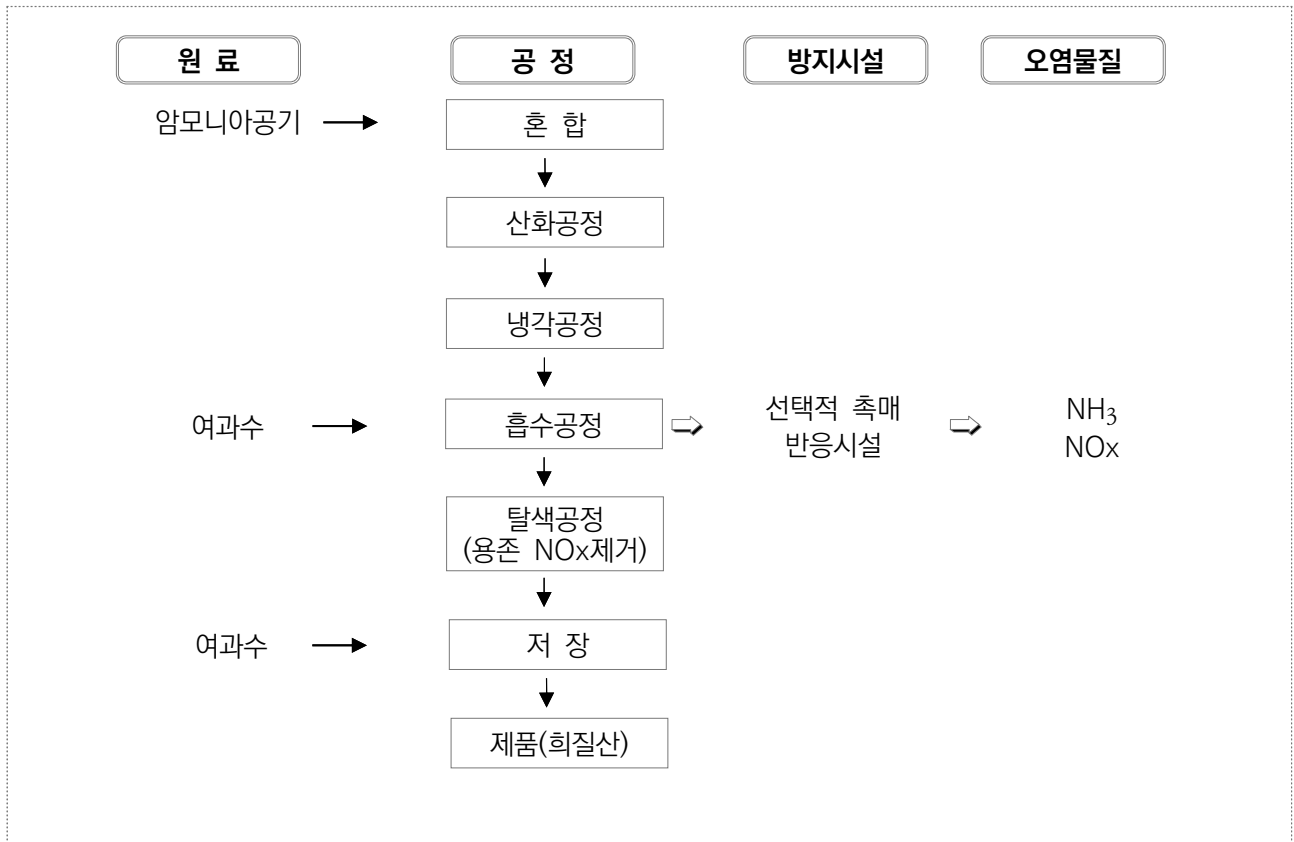 원 료 공 정 방지시설 오염물질
암모니아공기 혼 합
산화공정
냉각공정
여과수 흡수공정 선택적 촉매 반응시설 NH3 NOx
탈색공정
(용존 NOx제거)
여과수 저 장
제품(희질산)